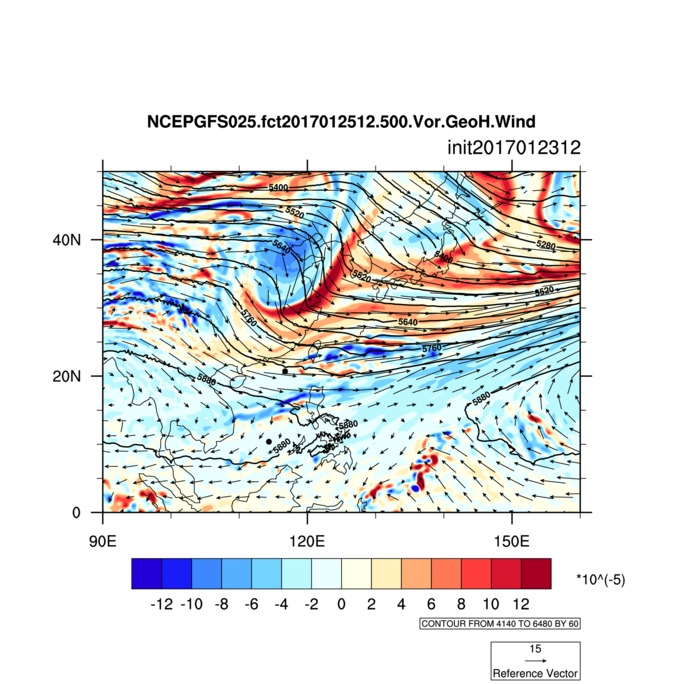 NCEPGFS025.fct2017012512.500.Vor.GeoH.Wind
init2017012312
5400
5520
5640
40N
5280
5520
5520
5760
5640
5760
20N
5880
5880
5880
5880
0
90E 120E 150E
-12 -10 -8 -6 -4 -2 0 2 4 6 8 10 12 *10^(-5)
CONTOUR FROM 4140 TO 6480 BY 60
15
Reference Vector